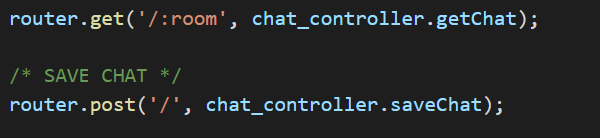 router.get('/:room', chat_controller.getChat);
/* SAVE CHAT */
router.post('/', chat_controller.saveChat);